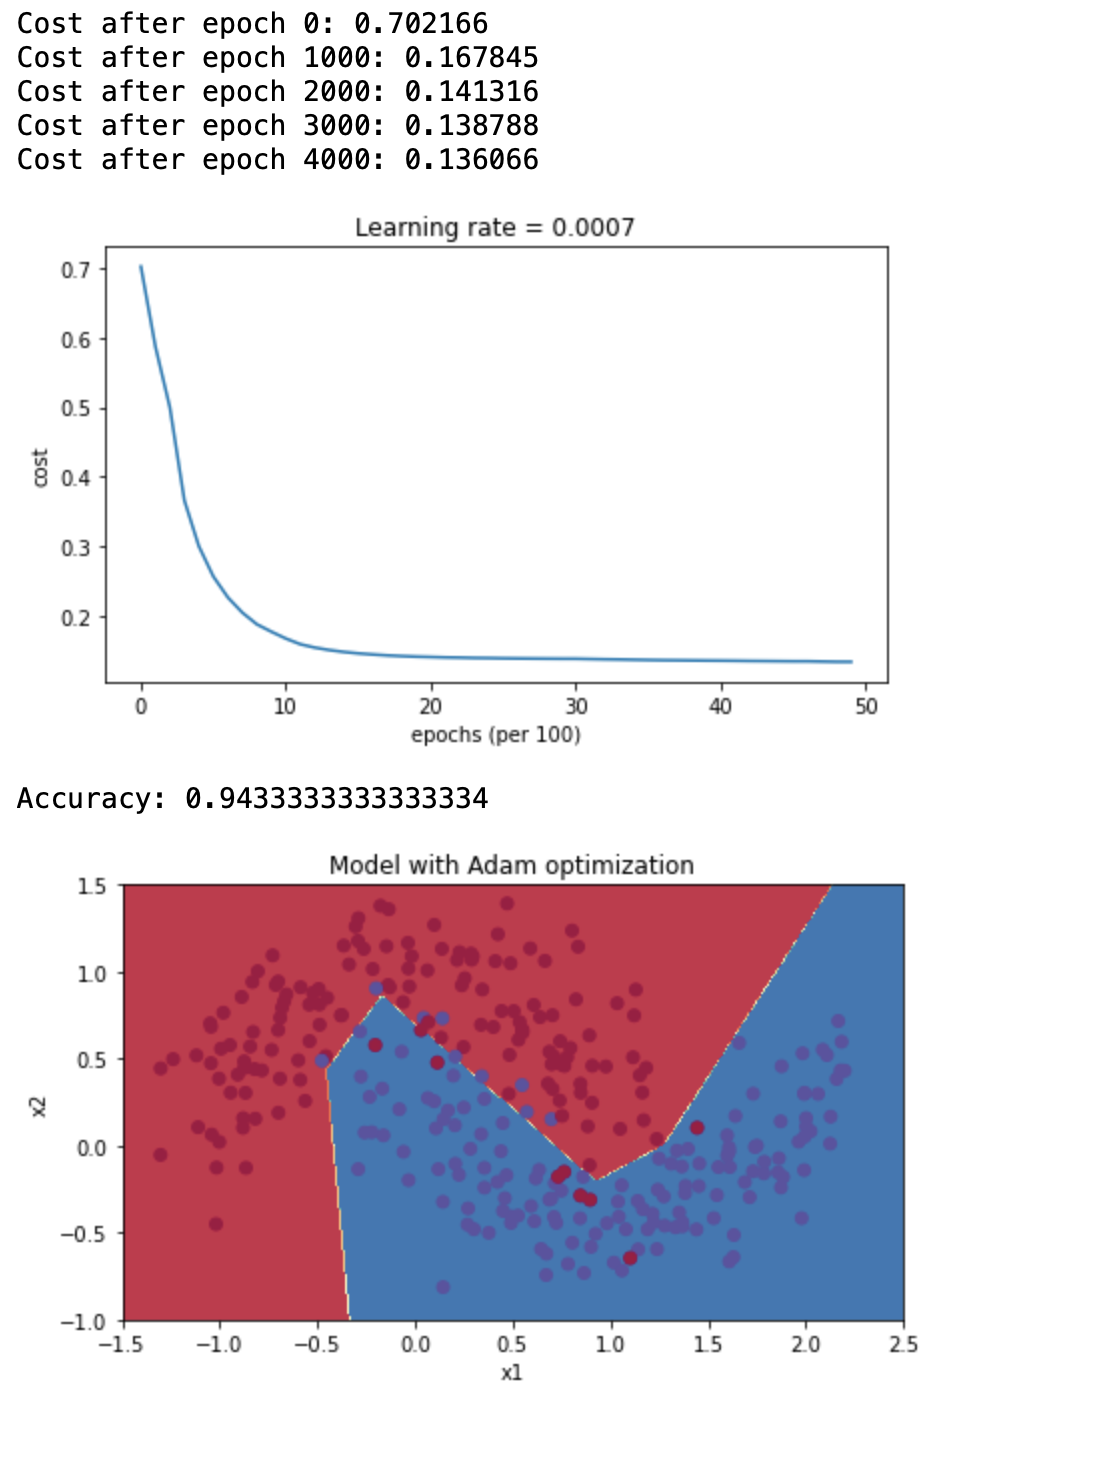 Cost after epoch 0: 0.702166
Cost after epoch 1000: 0.167845
Cost after epoch 2000: 0.141316
Cost after epoch 3000: 0.138788
Cost after epoch 4000: 0.136066
Learning rate = 0.0007
0.7
0.6
0.5
0.4
0.3
0.2
cost
0 10 20 30 40 50
epochs (per 100)
Accuracy: 0.9433333333333334
Model with Adam optimization
1.5
1.0
0.5
0.0
−0.5
−1.0
x2
−1.5 −1.0 −0.5 0.0 0.5 1.0 1.5 2.0 2.5
x1